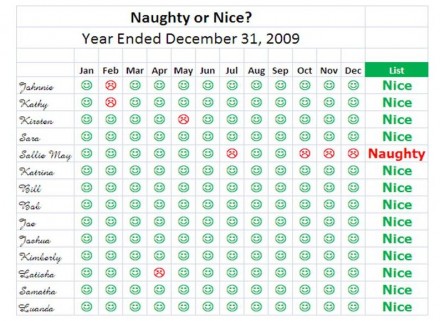 Naughty or Nice?
Year Ended December 31, 2009
Jan Feb Mar Apr May Jun Jul Aug Sep Oct Nov Dec List
Johnnie Nice
Kathy Nice
Kirsten Nice
Sara Nice
Sallie May Naughty
Katrina Nice
Bill Nice
Bob Nice
Joe Nice
Joshua Nice
Kimberly Nice
Latisha Nice
Samatha Nice
Luanda Nice